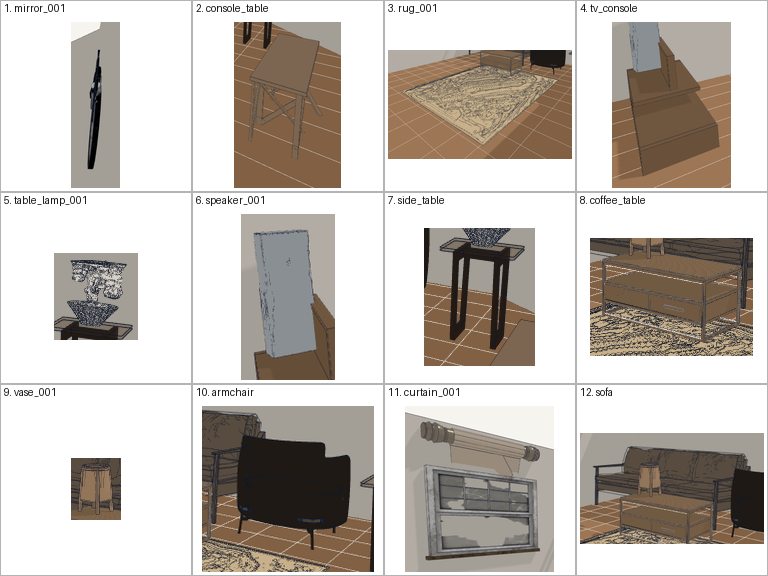 1. mirror_001
2. console_table
3. rug_001
4. tv_console
5. table_lamp_001
6. speaker_001
7. side_table
8. coffee_table
9. vase_001
10. armchair
11. curtain_001
12. sofa